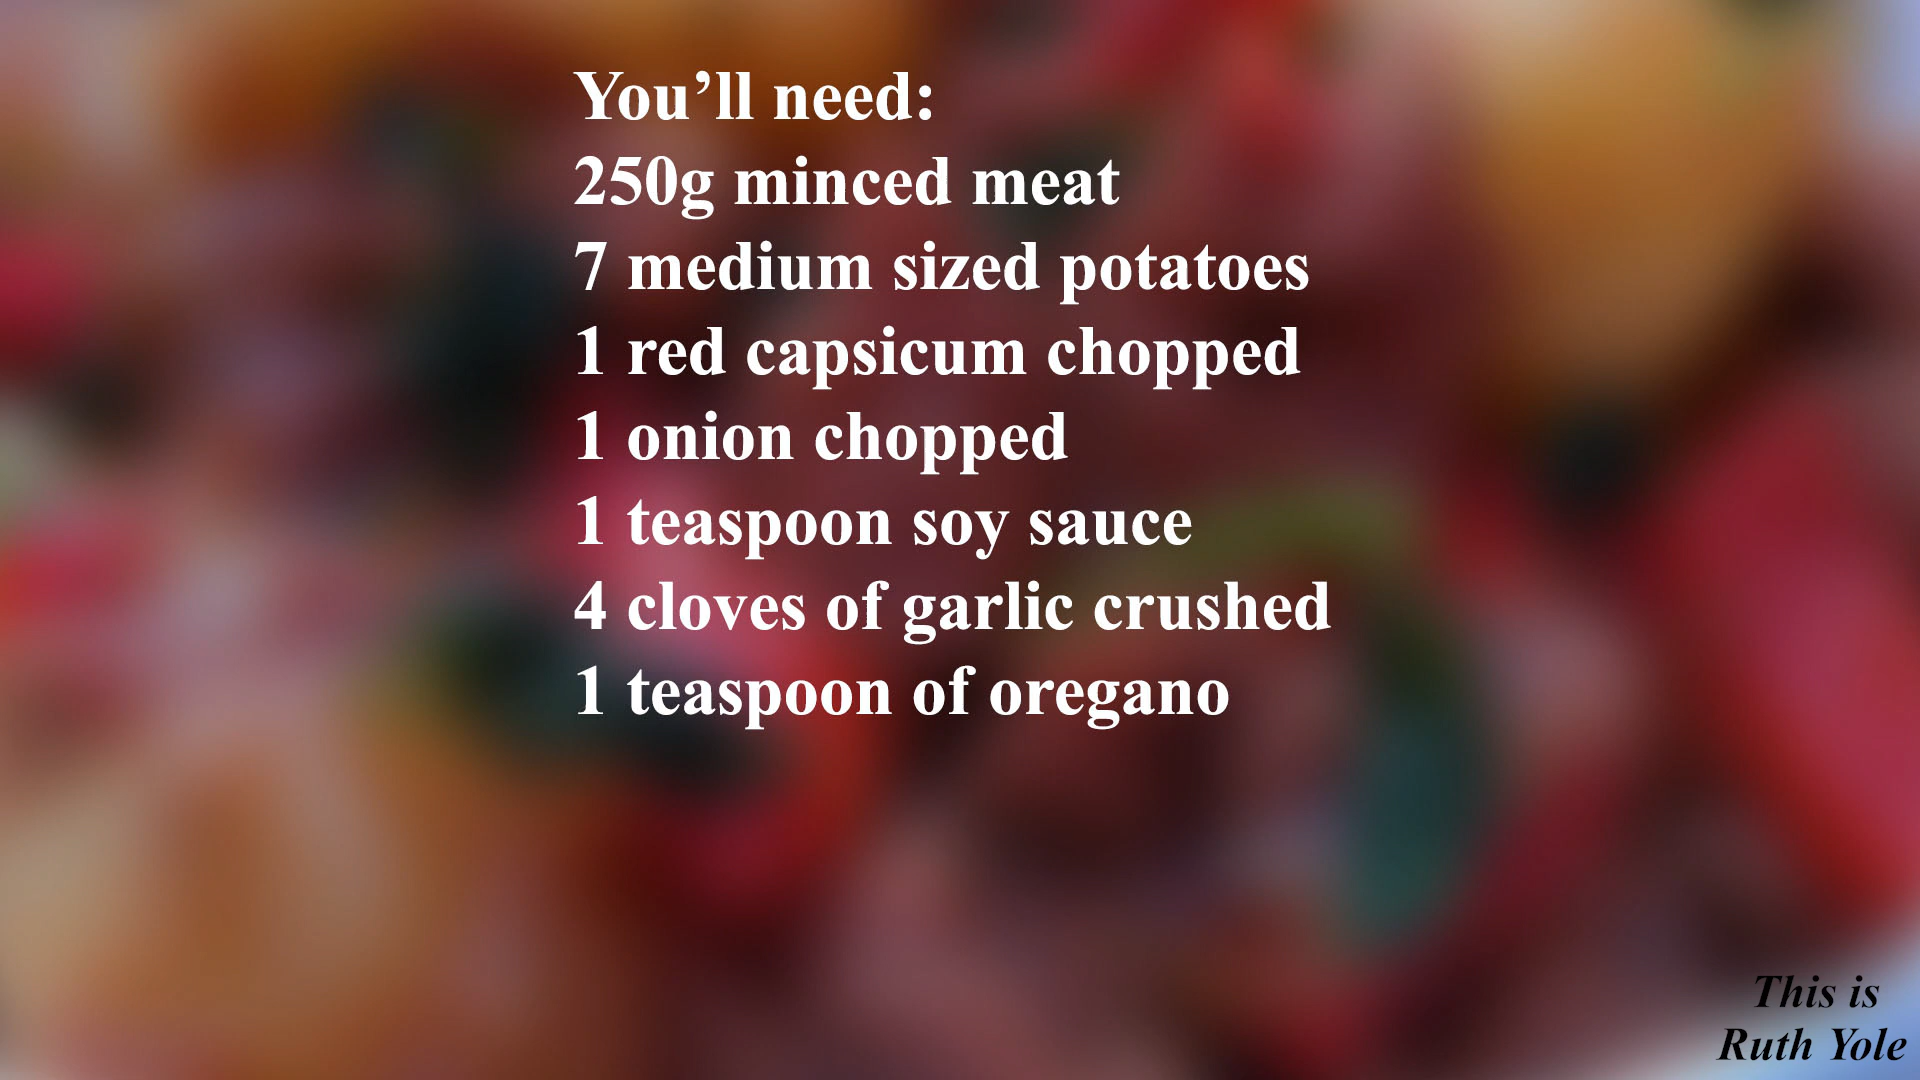 You’ll need:
250g minced meat
7 medium sized potatoes
1 red capsicum chopped
1 onion chopped
1 teaspoon soy sauce
4 cloves of garlic crushed
1 teaspoon of oregano
This is
Ruth Yole